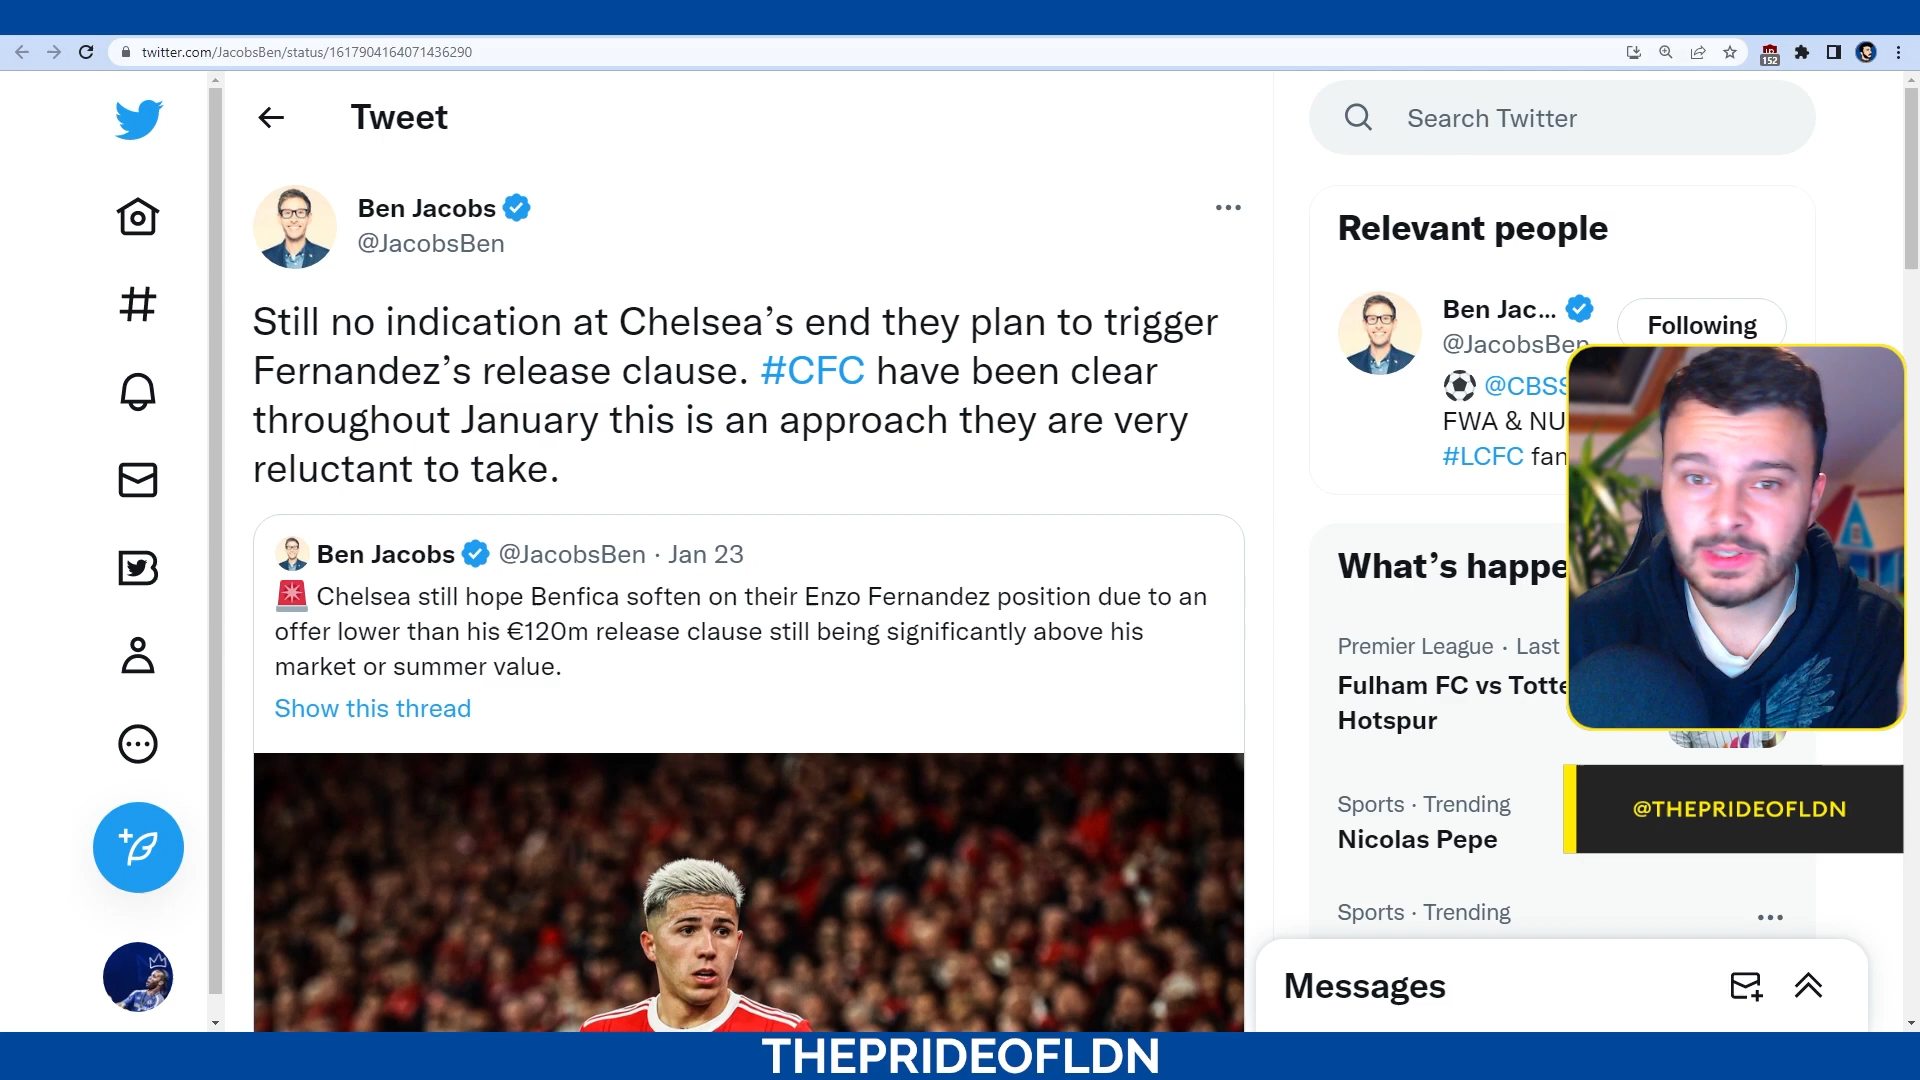 twitter.com/JacobsBen/status/1617904164071436290
152
Tweet
Search Twitter
Ben Jacobs
@JacobsBen
Still no indication at Chelsea’s end they plan to trigger
Fernandez’s release clause. #CFC have been clear
throughout January this is an approach they are very
reluctant to take.
Ben Jacobs @JacobsBen · Jan 23
Chelsea still hope Benfica soften on their Enzo Fernandez position due to an
offer lower than his €120m release clause still being significantly above his
market or summer value.
Show this thread
Relevant people
Ben Jac...
Following
@JacobsBen
@CBSS
FWA & NU
#LCFC fan
What’s happe
Premier League · Last
Fulham FC vs Totte
Hotspur
Sports · Trending
Nicolas Pepe
Sports · Trending
@THEPRIDEOFLDN
Messages
THEPRIDEOFLDN